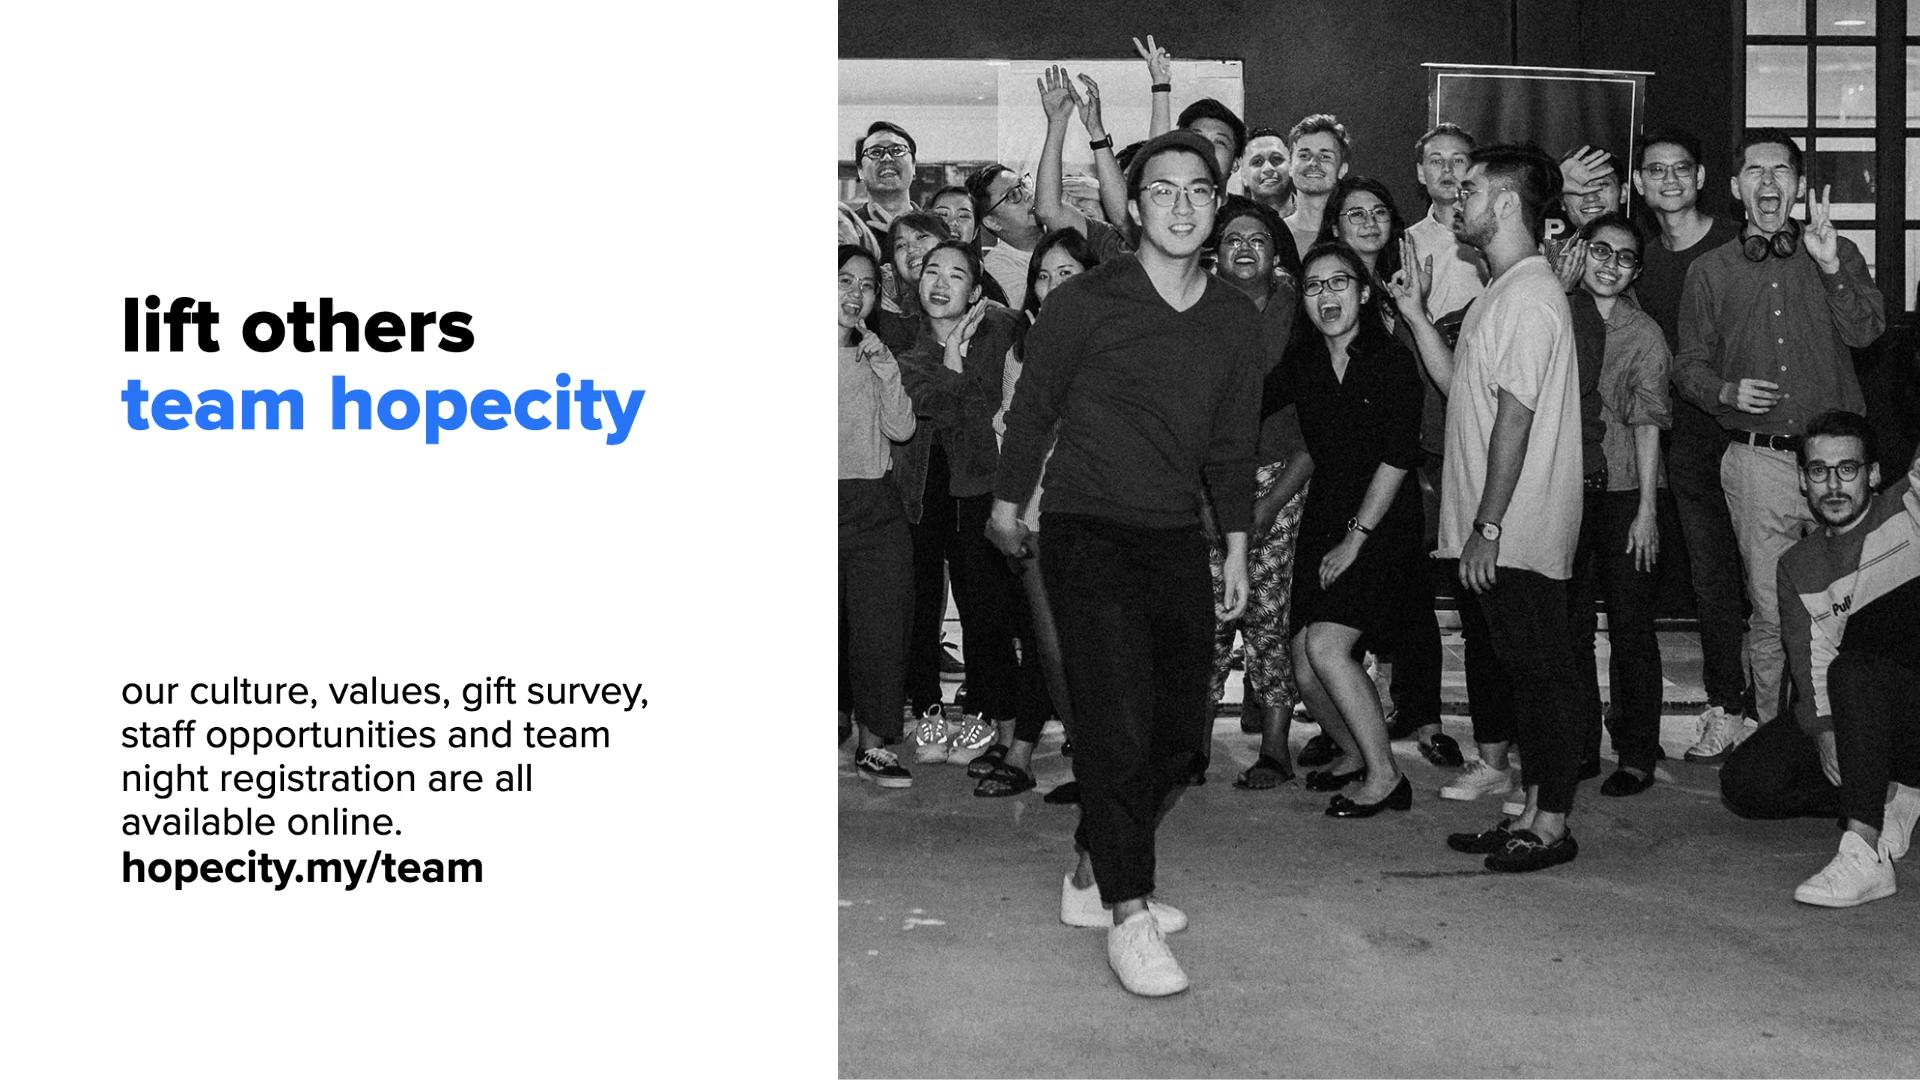 lift others
team hopecity
our culture, values, gift survey,
staff opportunities and team
night registration are all
available online.
hopecity.my/team
P
Pull